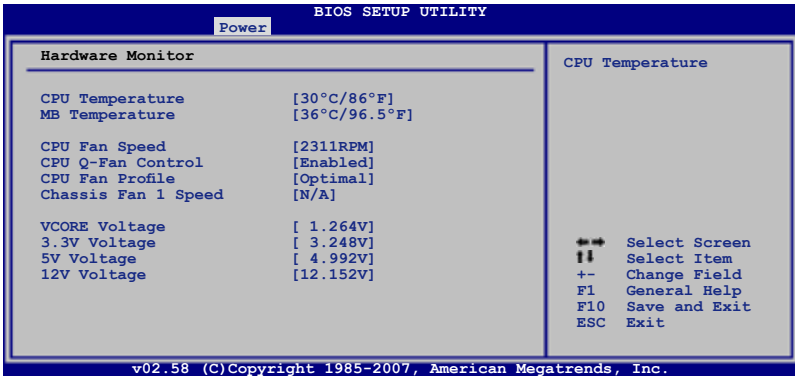 BIOS SETUP UTILITY
Power
Hardware Monitor
CPU Temperature [30°C/86°F]
MB Temperature [36°C/96.5°F]
CPU Fan Speed [2311RPM]
CPU Q-Fan Control [Enabled]
CPU Fan Profile [Optimal]
Chassis Fan 1 Speed [N/A]
VCORE Voltage [ 1.264V]
3.3V Voltage [ 3.248V]
5V Voltage [ 4.992V]
12V Voltage [12.152V]
CPU Temperature
←→ Select Screen
↑↓ Select Item
+- Change Field
F1 General Help
F10 Save and Exit
ESC Exit
v02.58 (C)Copyright 1985-2007, American Megatrends, Inc.